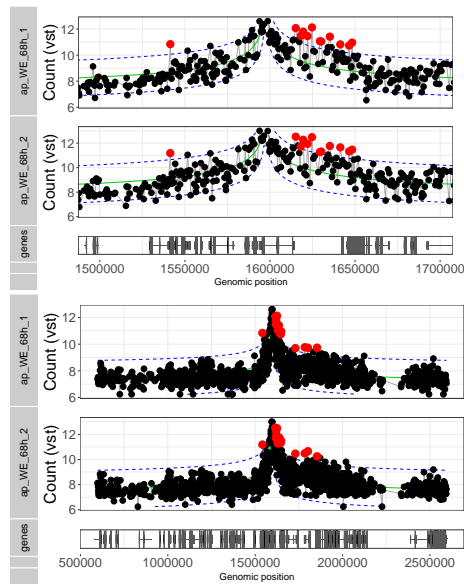 ap_WE_68h_1
Count (vst)
12
10
8
6
ap_WE_68h_2
Count (vst)
12
10
8
6
genes
1500000 1550000 1600000 1650000 1700000
Genomic position
ap_WE_68h_1
Count (vst)
12
10
8
6
ap_WE_68h_2
Count (vst)
12
10
8
6
genes
500000 1000000 1500000 2000000 2500000
Genomic position